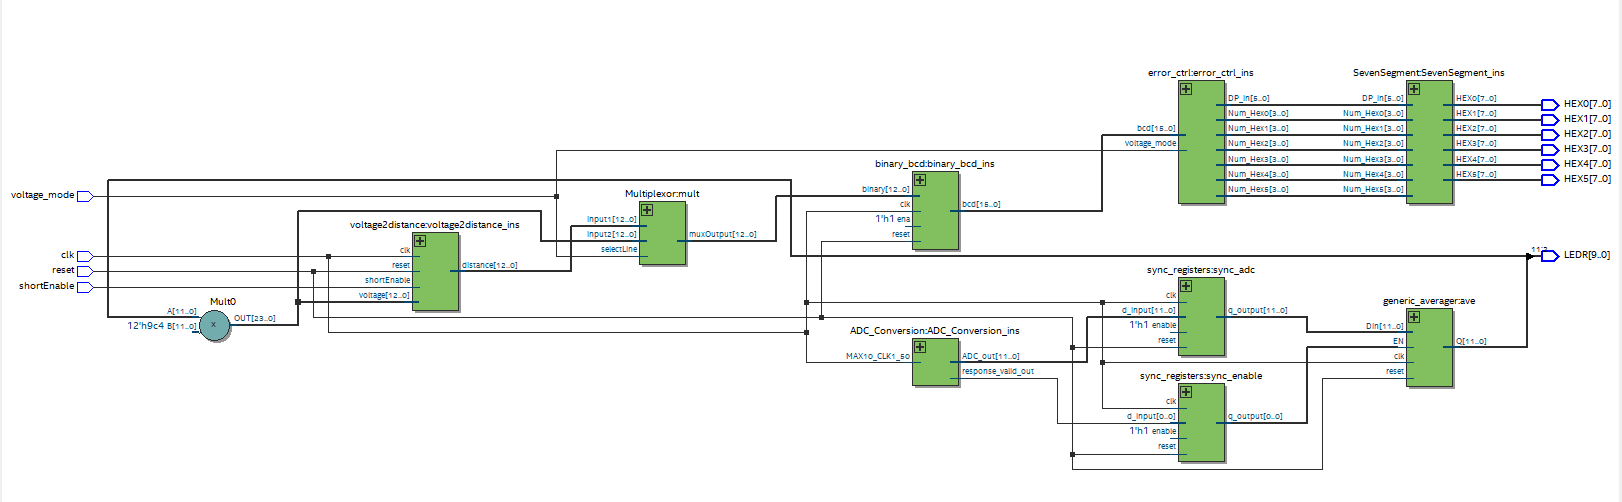 error_ctrl:error_ctrl_ins
SevenSegment:SevenSegment_ins
DP_in[5..0]
DP_in[5..0]
HEX0[7..0]
HEX0[7..0]
Num_Hex0[3..0]
Num_Hex0[3..0]
HEX1[7..0]
HEX1[7..0]
bcd[15..0]
Num_Hex1[3..0]
Num_Hex1[3..0]
HEX2[7..0]
HEX2[7..0]
voltage_mode
Num_Hex2[3..0]
Num_Hex2[3..0]
HEX3[7..0]
HEX3[7..0]
Num_Hex3[3..0]
Num_Hex3[3..0]
HEX4[7..0]
HEX4[7..0]
Num_Hex4[3..0]
Num_Hex4[3..0]
HEX5[7..0]
HEX5[7..0]
Num_Hex5[3..0]
Num_Hex5[3..0]
binary_bcd:binary_bcd_ins
binary[12..0]
clk
bcd[15..0]
1'h1 ena
reset
voltage_mode
Multiplexor:mult
input1[12..0]
input2[12..0]
muxOutput[12..0]
selectLine
voltage2distance:voltage2distance_ins
clk
reset
distance[12..0]
shortEnable
voltage[12..0]
clk
reset
shortEnable
Mult0
A[11..0]
12'h9c4 B[11..0]
OUT[23..0]
LEDR[9..0]
sync_registers:sync_adc
clk
d_input[11..0]
q_output[11..0]
1'h1 enable
reset
generic_averager:ave
Din[11..0]
EN
Q[11..0]
clk
reset
ADC_Conversion:ADC_Conversion_ins
MAX10_CLK1_50
ADC_out[11..0]
response_valid_out
sync_registers:sync_enable
clk
d_input[0..0]
q_output[0..0]
1'h1 enable
reset